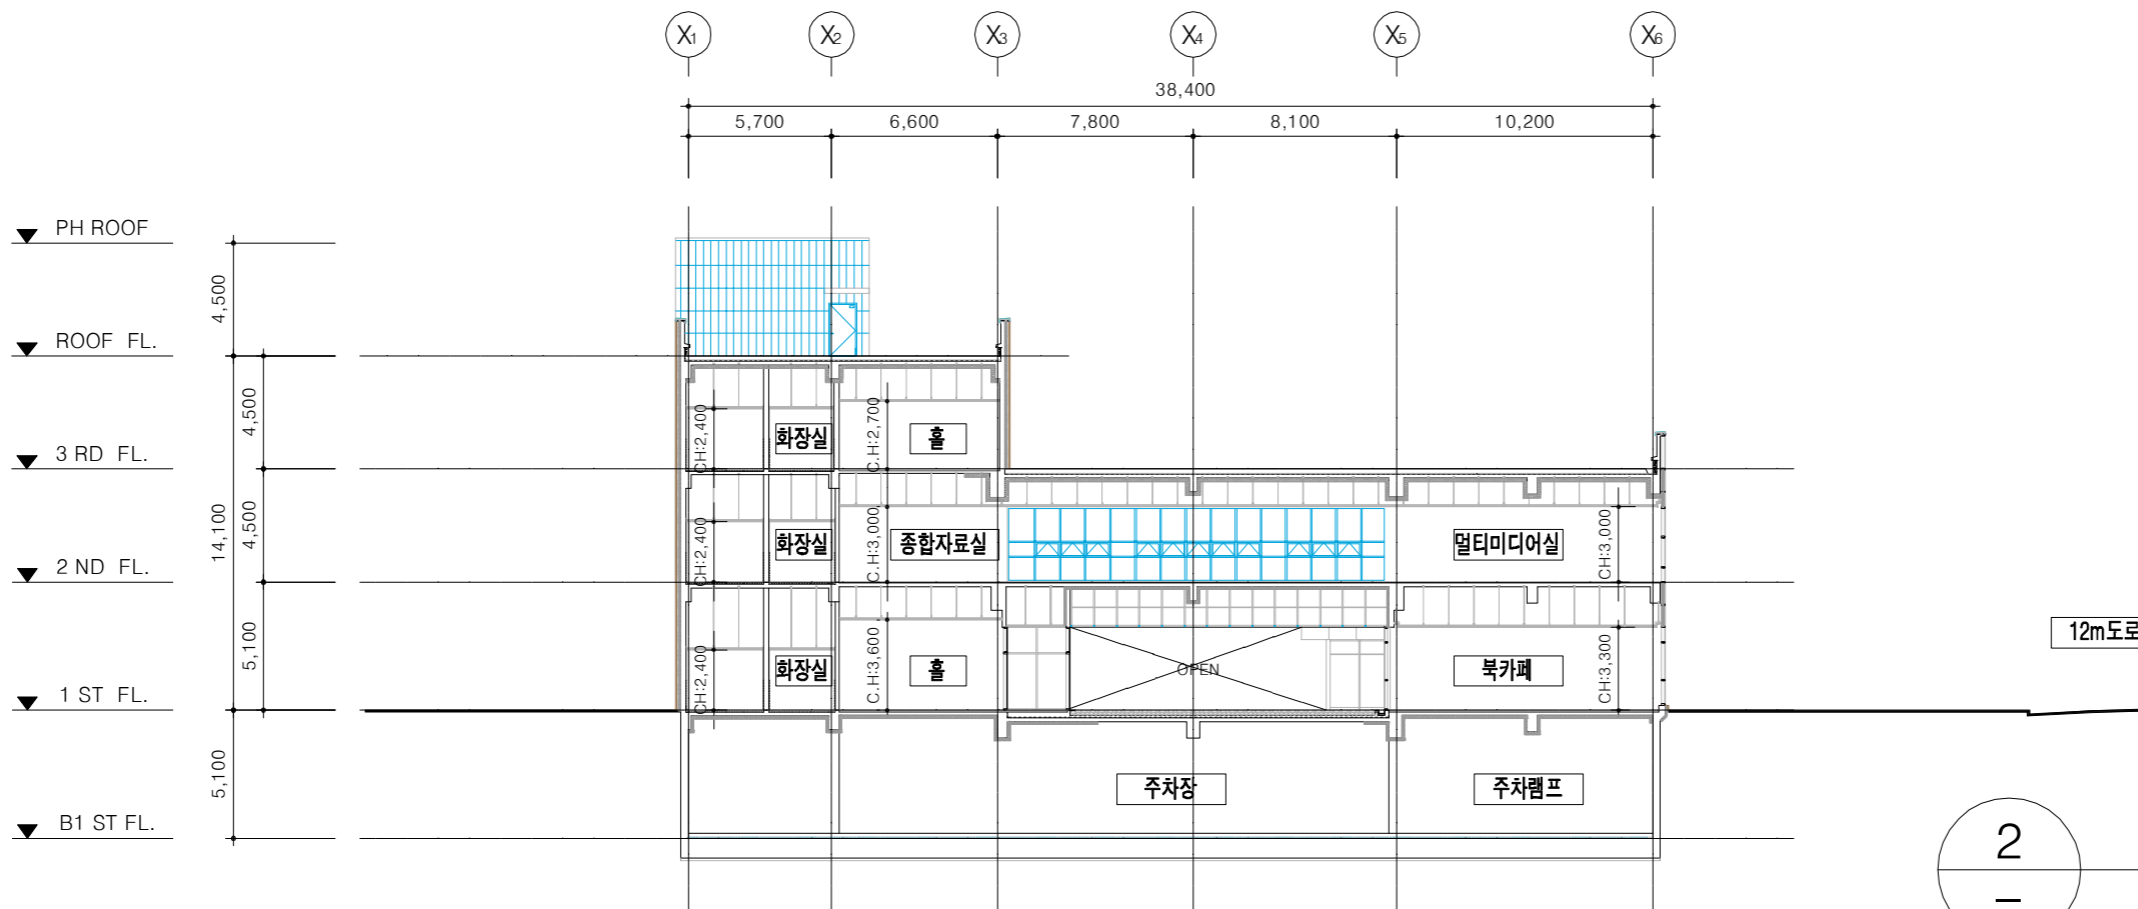 X1 X2 X3 X4 X5 X6
38,400
5,700 6,600 7,800 8,100 10,200
PH ROOF
4,500
ROOF FL.
4,500
CH:2,400 화장실 C.H:2,700 홀
3 RD FL.
14,100
4,500
CH:2,400 화장실 C.H:3,000 종합자료실 멀티미디어실 CH:3,000
2 ND FL.
5,100
CH:2,400 화장실 C.H:3,600 홀 OPEN 북카페 CH:3,300
12m도로
1 ST FL.
5,100
주차장 주차램프
B1 ST FL.
2
–